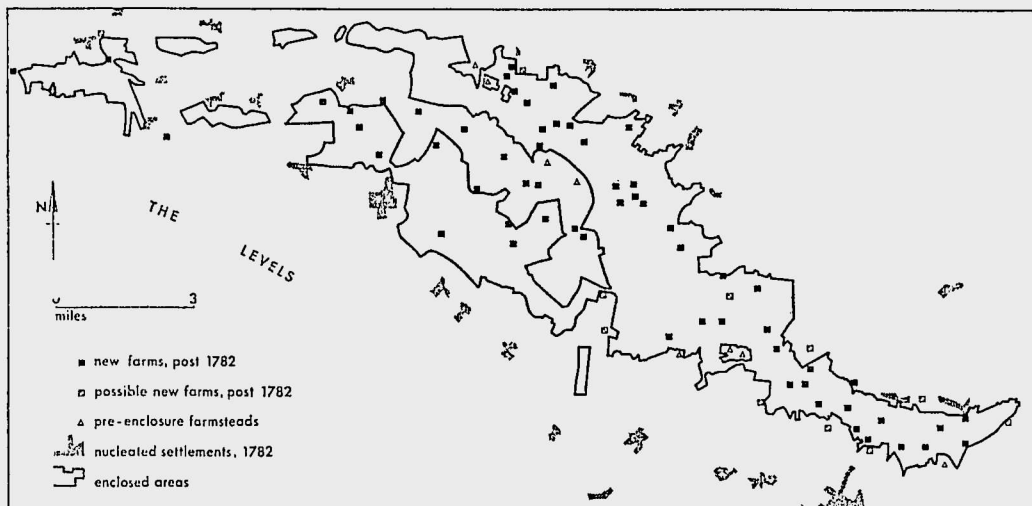 N
THE
LEVELS
0 3
miles
new farms, post 1782
possible new farms, post 1782
pre-enclosure farmsteads
nucleated settlements, 1782
enclosed areas